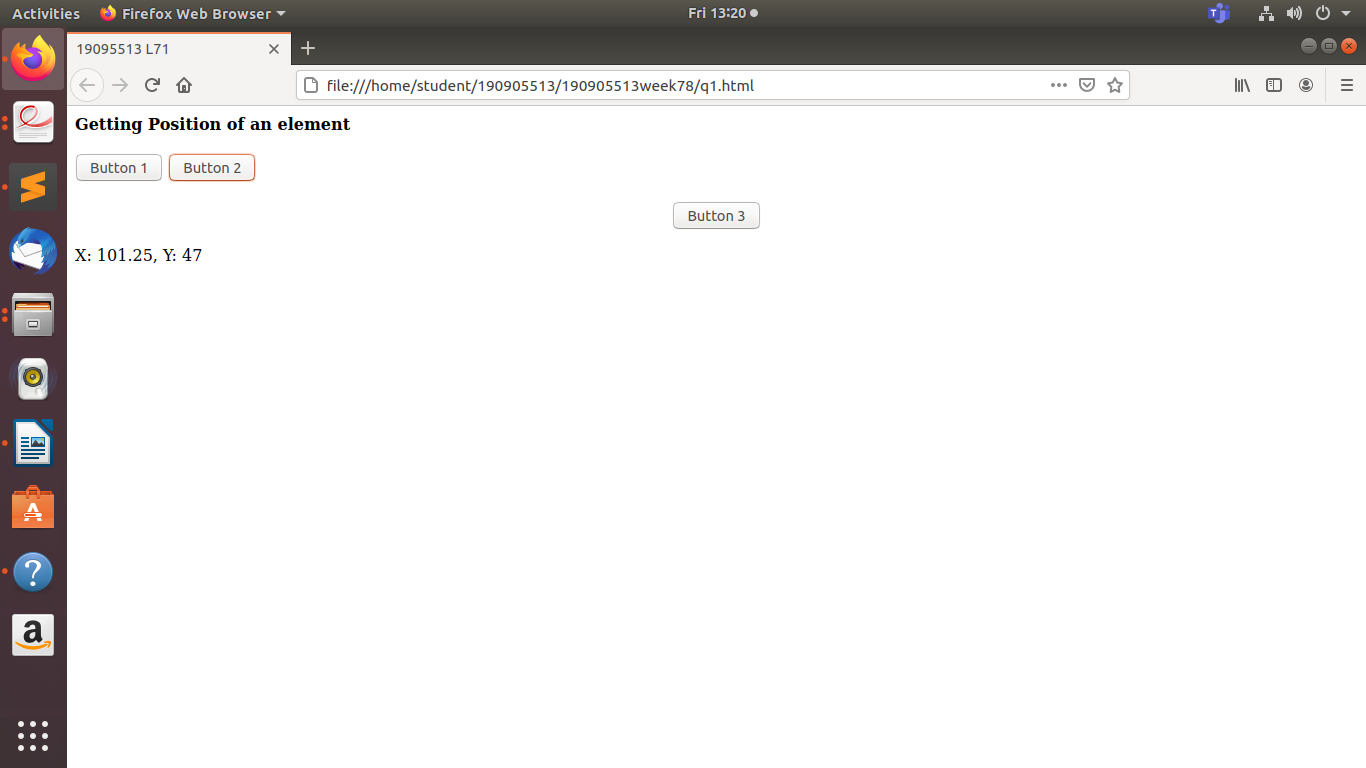 Activities Firefox Web Browser Fri 13:20
19095513 L71
file:///home/student/190905513/190905513week78/q1.html
Getting Position of an element
Button 1 Button 2
Button 3
X: 101.25, Y: 47